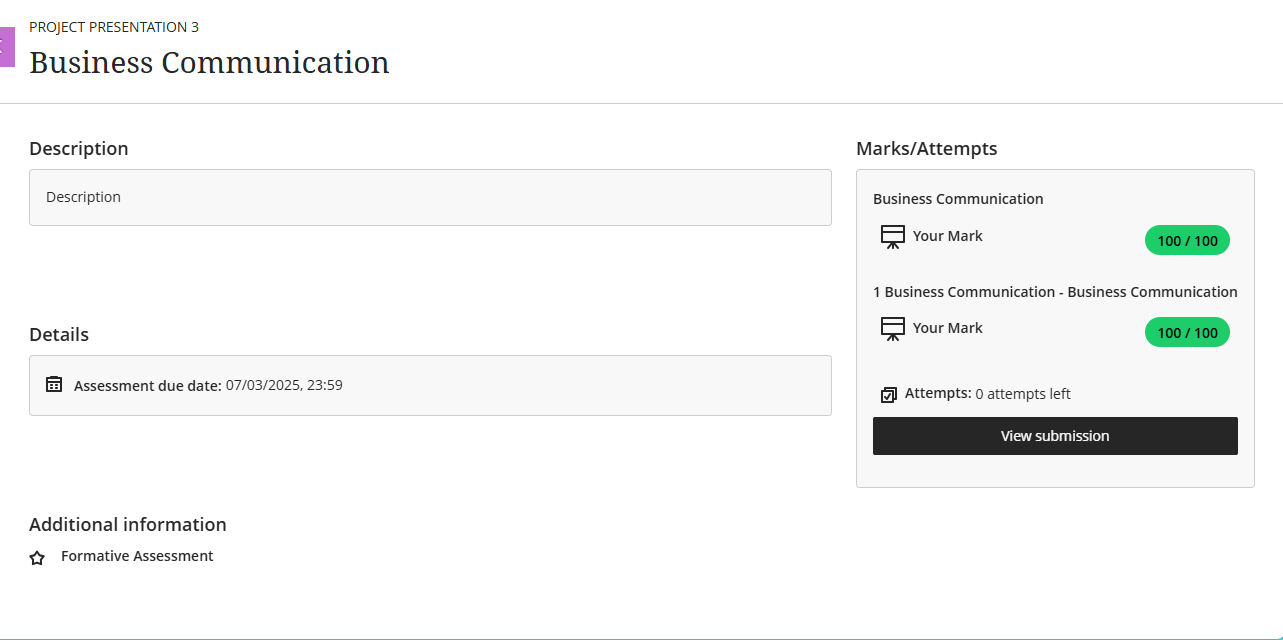 PROJECT PRESENTATION 3
Business Communication
Description
Description
Details
Assessment due date: 07/03/2025, 23:59
Additional information
Formative Assessment
Marks/Attempts
Business Communication
Your Mark
100 / 100
1 Business Communication - Business Communication
Your Mark
100 / 100
Attempts: 0 attempts left
View submission